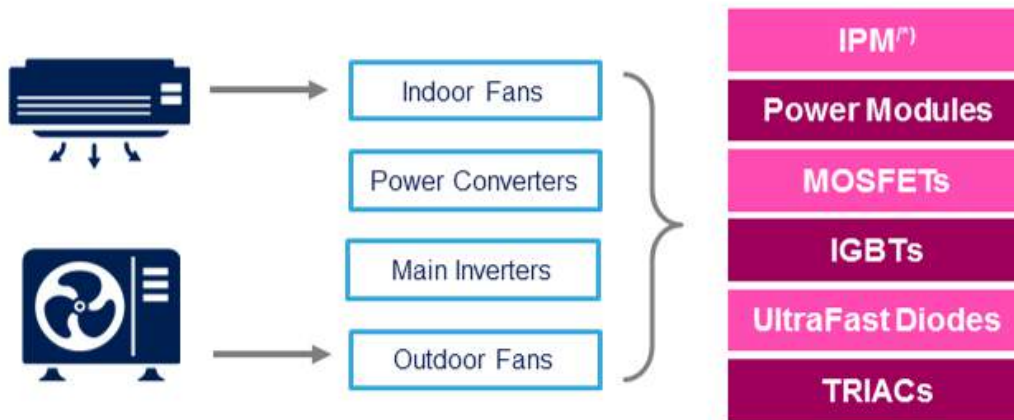 Indoor Fans
Power Converters
Main Inverters
Outdoor Fans
IPM(*)
Power Modules
MOSFETs
IGBTs
UltraFast Diodes
TRIACs